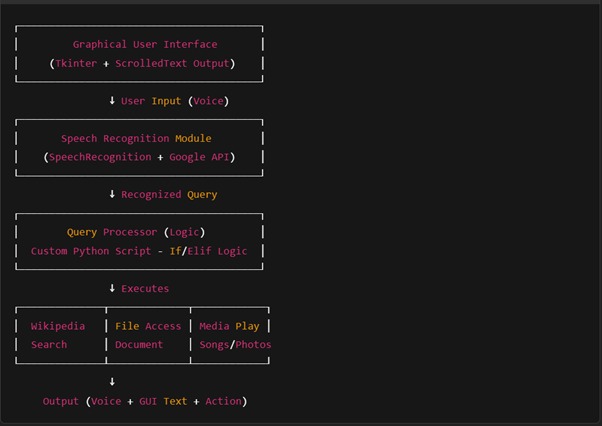 Graphical User Interface
(Tkinter + ScrolledText Output)
↓ User Input (Voice)
Speech Recognition Module
(SpeechRecognition + Google API)
↓ Recognized Query
Query Processor (Logic)
Custom Python Script - If/Elif Logic
↓ Executes
Wikipedia | File Access | Media Play |
Search | Document | Songs/Photos
↓
Output (Voice + GUI Text + Action)